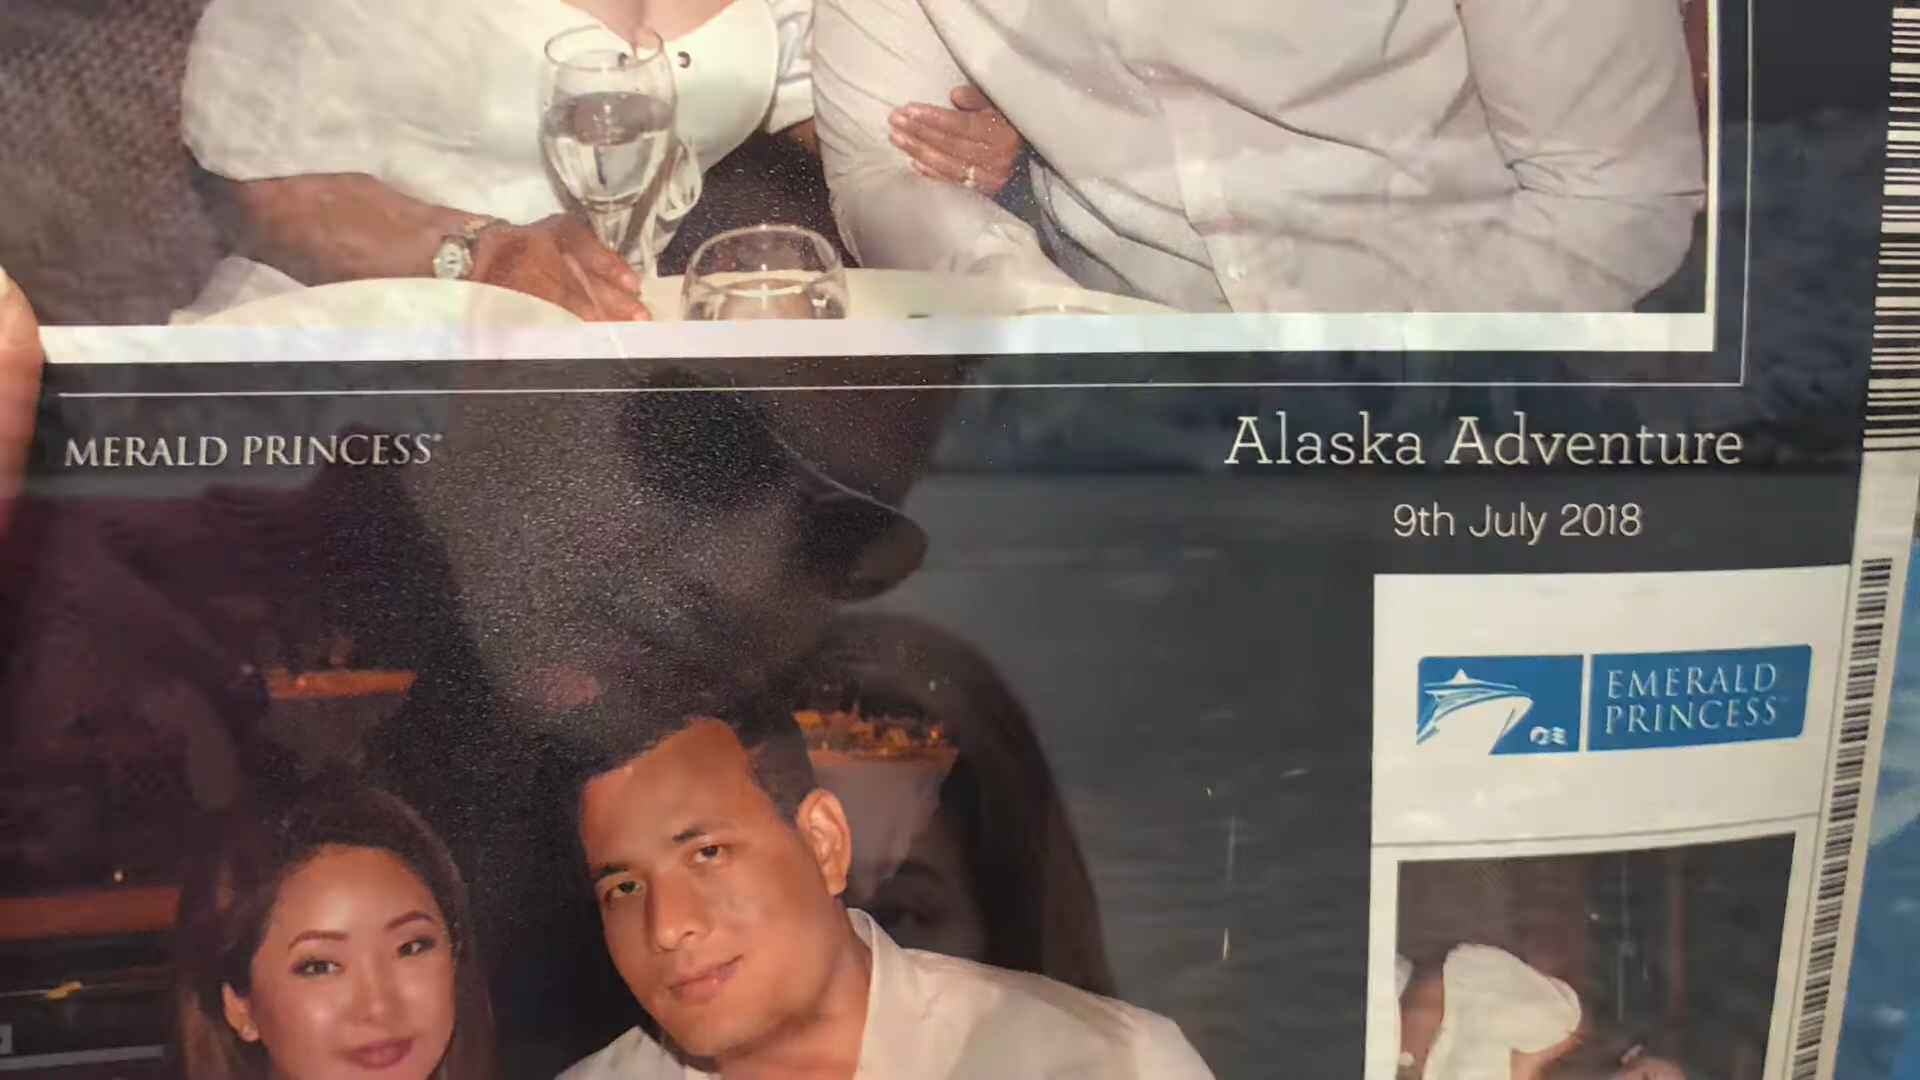 MERALD PRINCESS®
Alaska Adventure
9th July 2018
EMERALD
PRINCESS